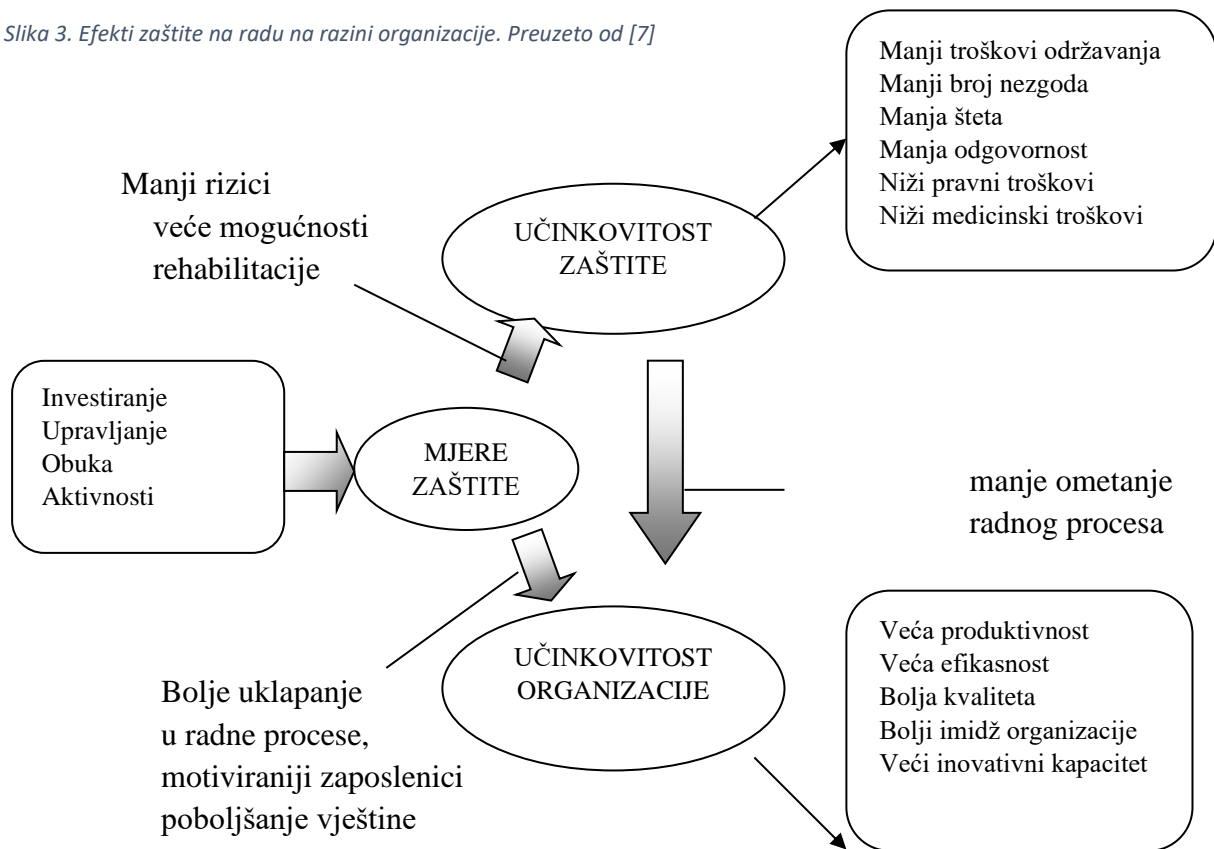 Slika 3. Efekti zaštite na radu na razini organizacije. Preuzeto od [7]
Manji troškovi održavanja
Manji broj nezgoda
Manja šteta
Manja odgovornost
Niži pravni troškovi
Niži medicinski troškovi
Manji rizici
veće mogućnosti
rehabilitacije
UČINKOVITOST
ZAŠTITE
Investiranje
Upravljanje
Obuka
Aktivnosti
MJERE
ZAŠTITE
manje ometanje
radnog procesa
Bolje uklapanje
u radne procese,
motiviraniji zaposlenici
poboljšanje vještine
UČINKOVITOST
ORGANIZACIJE
Veća produktivnost
Veća efikasnost
Bolja kvaliteta
Bolji imidž organizacije
Veći inovativni kapacitet